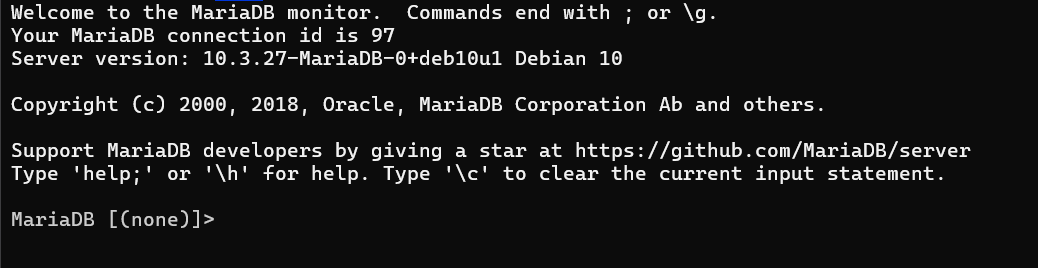 Welcome to the MariaDB monitor.  Commands end with ; or \g.
Your MariaDB connection id is 97
Server version: 10.3.27-MariaDB-0+deb10u1 Debian 10
Copyright (c) 2000, 2018, Oracle, MariaDB Corporation Ab and others.
Support MariaDB developers by giving a star at https://github.com/MariaDB/server
Type 'help;' or '\h' for help. Type '\c' to clear the current input statement.
MariaDB [(none)]>